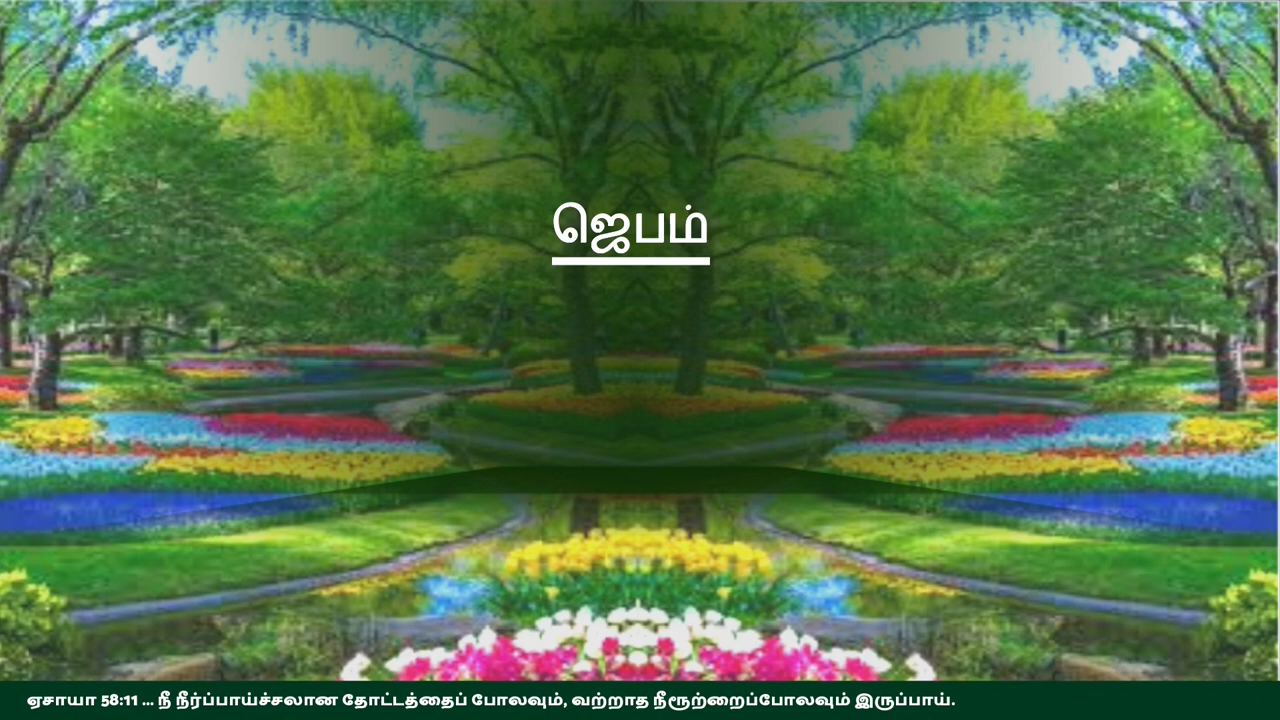 ஜெபம்
ஏசாயா 58:11 ... நீ நீர்ப்பாய்ச்சலான தோட்டத்தைப் போலவும், வற்றாத நீரூற்றைப்போலவும் இருப்பாய்.